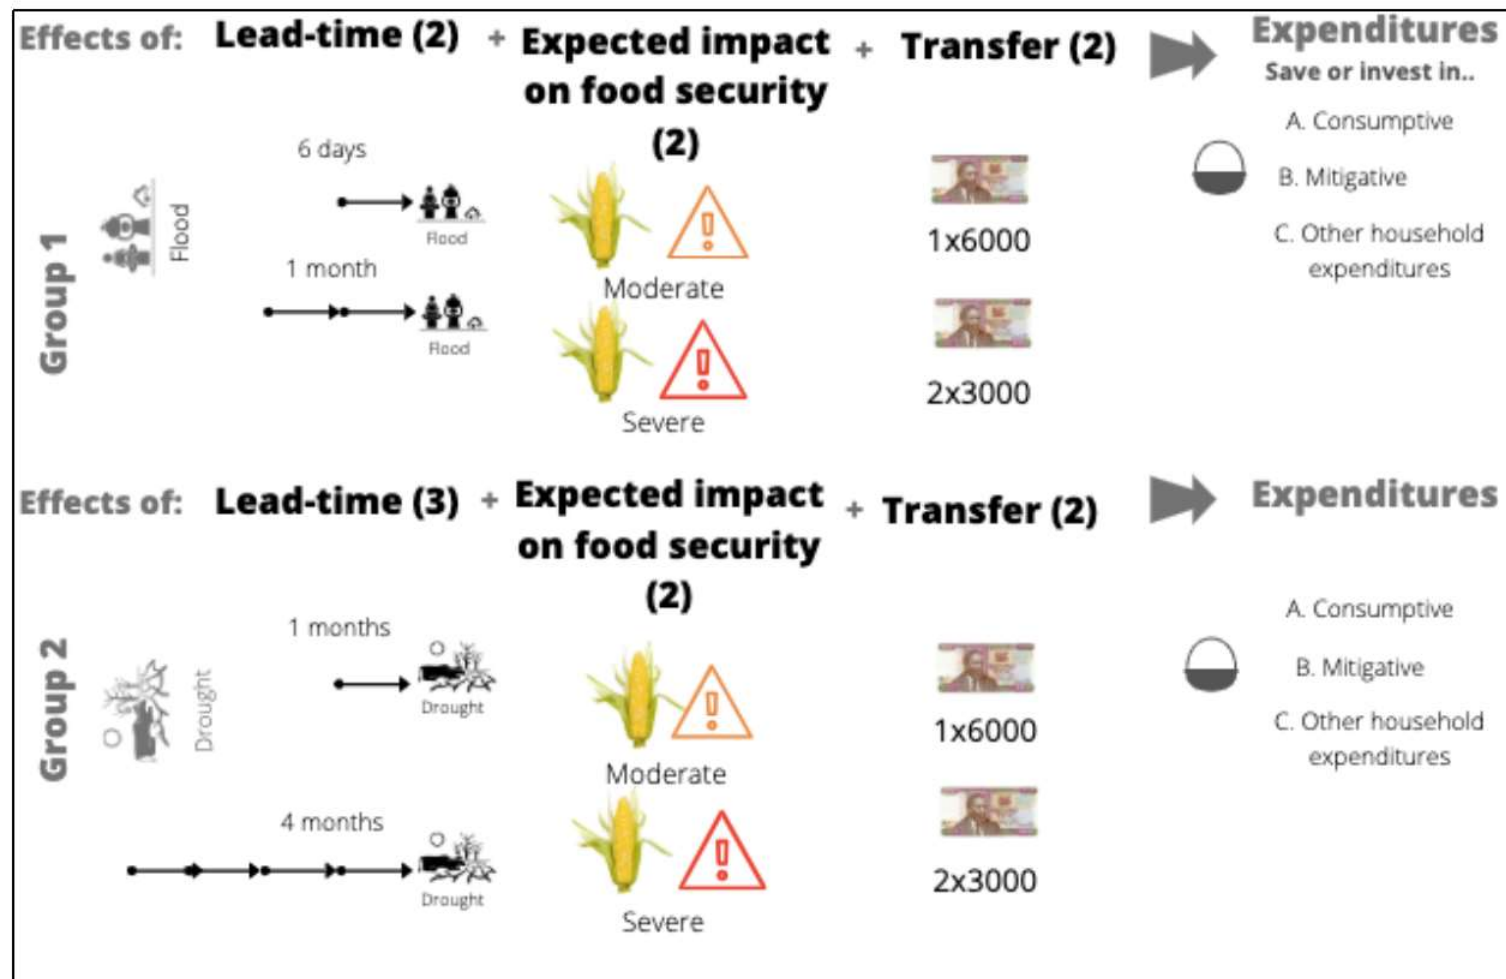 Effects of: Lead-time (2) + Expected impact + Transfer (2) Expenditures
on food security
(2)
Save or invest in..
Group 1
Flood
6 days
Flood
1 month
Flood
Moderate
Severe
1x6000
2x3000
A. Consumptive
B. Mitigative
C. Other household
expenditures
Effects of: Lead-time (3) + Expected impact + Transfer (2) Expenditures
on food security
(2)
Group 2
Drought
1 months
Drought
4 months
Drought
Moderate
Severe
1x6000
2x3000
A. Consumptive
B. Mitigative
C. Other household
expenditures